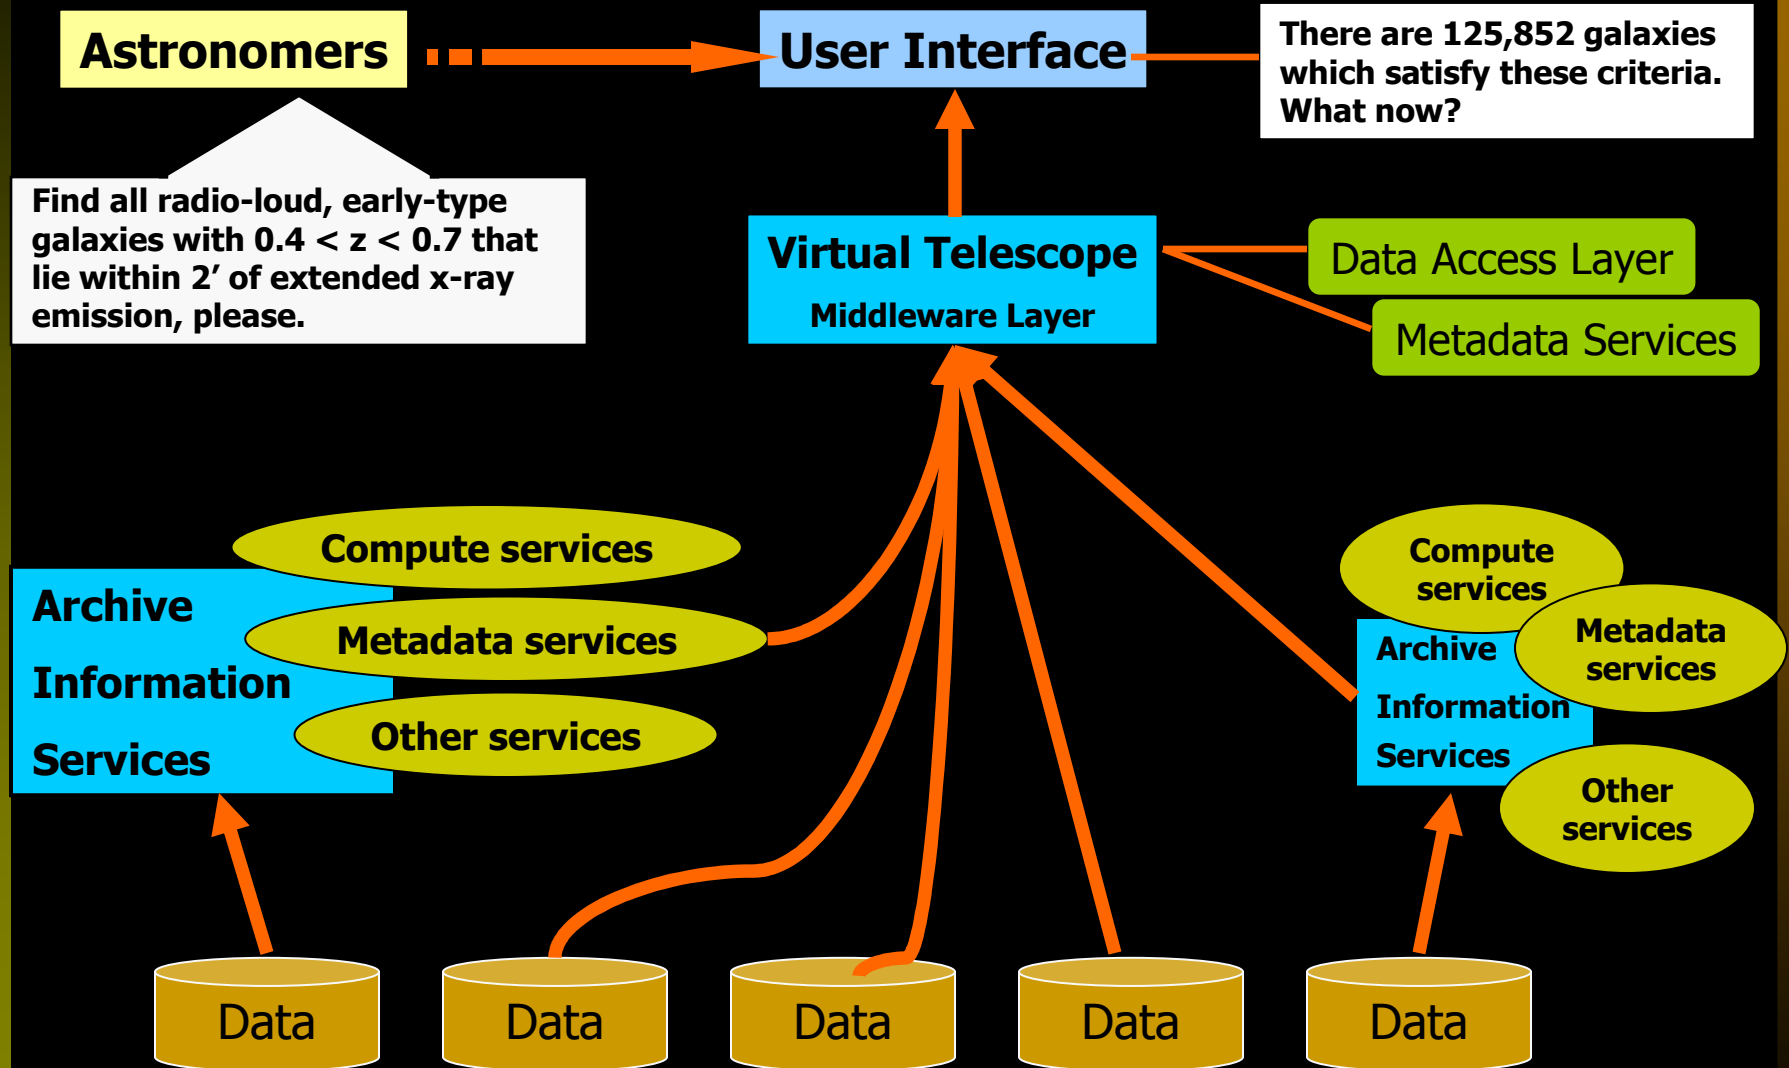 Astronomers
User Interface
There are 125,852 galaxies
which satisfy these criteria.
What now?
Find all radio-loud, early-type
galaxies with 0.4 < z < 0.7 that
lie within 2’ of extended x-ray
emission, please.
Virtual Telescope
Middleware Layer
Data Access Layer
Metadata Services
Archive
Information
Services
Compute services
Metadata services
Other services
Compute
services
Archive
Information
Services
Metadata
services
Other
services
Data
Data
Data
Data
Data